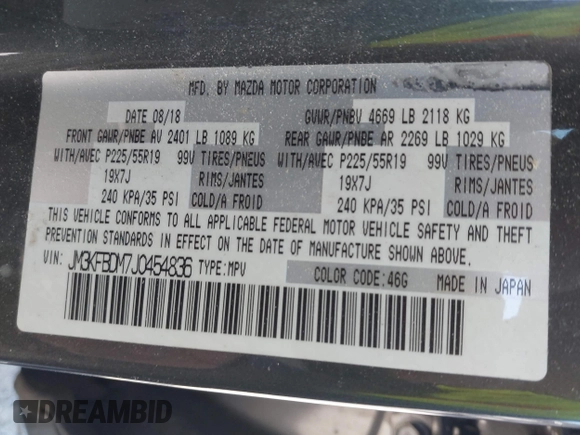 MFD. BY MAZDA MOTOR CORPORATION
DATE 08/18 GVWR/PNBV 4669 LB 2118 KG
FRONT GAWR/PNBE AV 2401 LB 1089 KG REAR GAWR/PNBE AR 2269 LB 1029 KG
WITH/AVEC P225/55R19 99V TIRES/PNEUS WITH/AVEC P225/55R19 99V TIRES/PNEUS
19X7J RIMS/JANTES 19X7J RIMS/JANTES
240 KPA/35 PSI COLD/A FROID 240 KPA/35 PSI COLD/A FROID
THIS VEHICLE CONFORMS TO ALL APPLICABLE FEDERAL MOTOR VEHICLE SAFETY AND THEFT
PREVENTION STANDARDS IN EFFECT ON THE DATE OF MANUFACTURE SHOWN ABOVE.
VIN: JM3KFBDM7J0454836 TYPE:MPV COLOR CODE:46G MADE IN JAPAN
DREAMBID